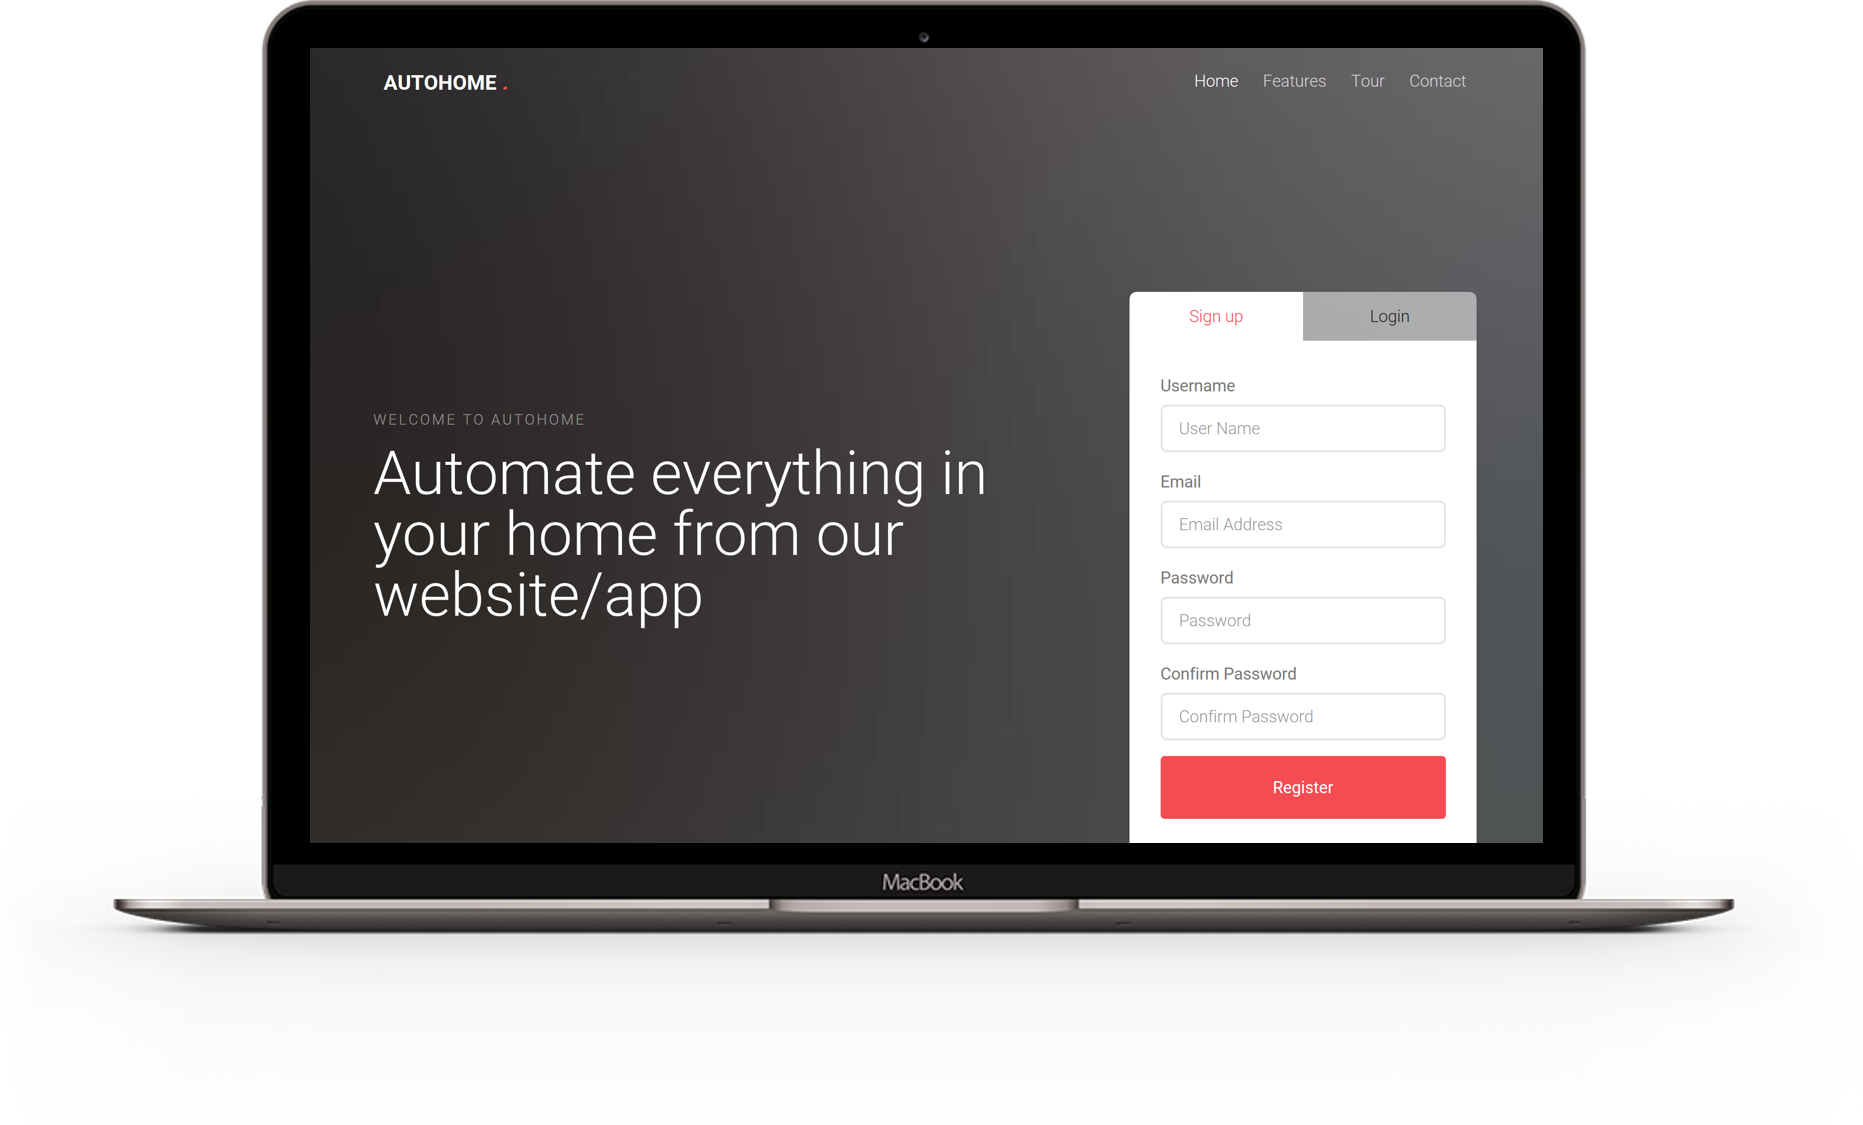 AUTOHOME .
Home Features Tour Contact
WELCOME TO AUTOHOME
Automate everything in
your home from our
website/app
Sign up Login
Username
User Name
Email
Email Address
Password
Password
Confirm Password
Confirm Password
Register
MacBook